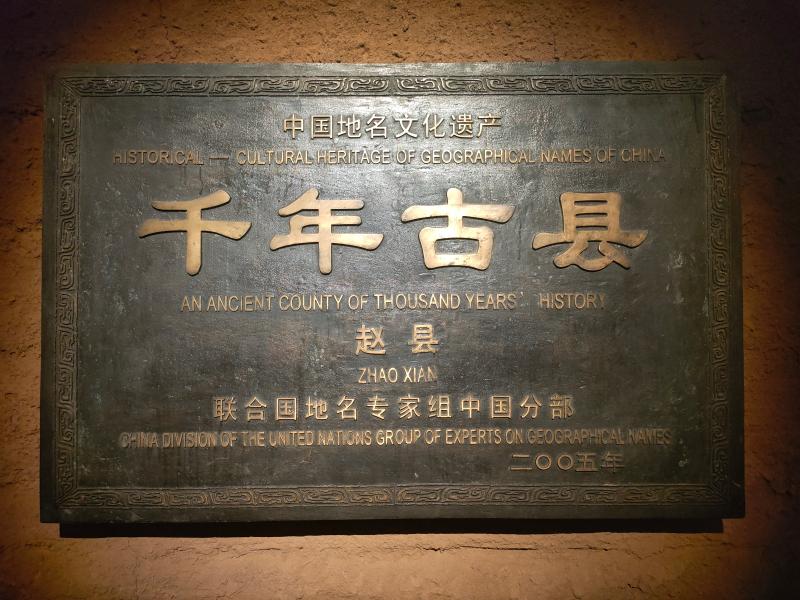 中国地名文化遗产
HISTORICAL — CULTURAL HERITAGE OF GEOGRAPHICAL NAMES OF CHINA
千年古县
AN ANCIENT COUNTY OF THOUSAND YEARS' HISTORY
赵县
ZHAO XIAN
联合国地名专家组中国分部
CHINA DIVISION OF THE UNITED NATIONS GROUP OF EXPERTS ON GEOGRAPHICAL NAMES
二〇〇五年